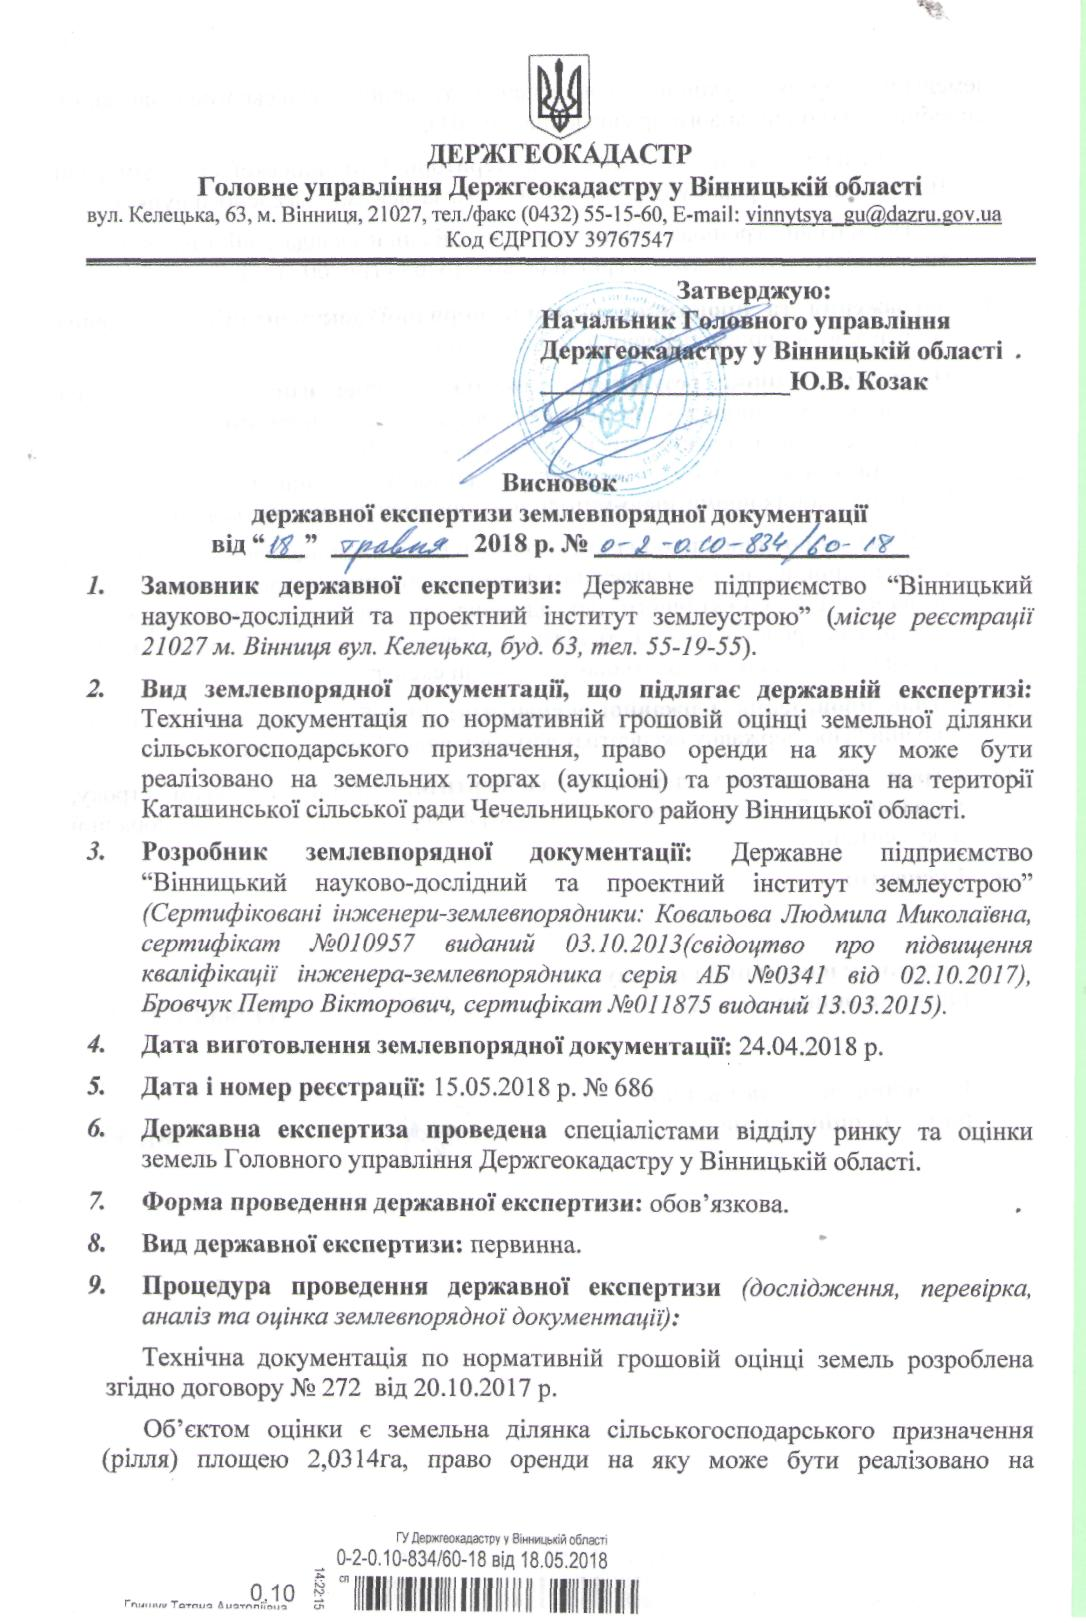 ДЕРЖГЕОКАДАСТР
Головне управління Держгеокадастру у Вінницькій області
вул. Келецька, 63, м. Вінниця, 21027, тел./факс (0432) 55-15-60, E-mail: vinnytsya_gu@dazru.gov.ua
Код ЄДРПОУ 39767547
Затверджую:
Начальник Головного управління
Держгеокадастру у Вінницькій області
Ю.В. Козак
Висновок
державної експертизи землевпорядної документації
від “18” травня 2018 р. № 0-2-0.10-834/60-18
1. Замовник державної експертизи: Державне підприємство “Вінницький
науково-дослідний та проектний інститут землеустрою” (місце реєстрації
21027 м. Вінниця вул. Келецька, буд. 63, тел. 55-19-55).
2. Вид землевпорядної документації, що підлягає державній експертизі:
Технічна документація по нормативній грошовій оцінці земельної ділянки
сільськогосподарського призначення, право оренди на яку може бути
реалізовано на земельних торгах (аукціоні) та розташована на території
Каташинської сільської ради Чечельницького району Вінницької області.
3. Розробник землевпорядної документації: Державне підприємство
“Вінницький науково-дослідний та проектний інститут землеустрою”
(Сертифіковані інженери-землевпорядники: Ковальова Людмила Миколаївна,
сертифікат №010957 виданий 03.10.2013(свідоцтво про підвищення
кваліфікації інженера-землевпорядника серія АБ №0341 від 02.10.2017),
Бровчук Петро Вікторович, сертифікат №011875 виданий 13.03.2015).
4. Дата виготовлення землевпорядної документації: 24.04.2018 р.
5. Дата і номер реєстрації: 15.05.2018 р. № 686
6. Державна експертиза проведена спеціалістами відділу ринку та оцінки
земель Головного управління Держгеокадастру у Вінницькій області.
7. Форма проведення державної експертизи: обов’язкова.
8. Вид державної експертизи: первинна.
9. Процедура проведення державної експертизи (дослідження, перевірка,
аналіз та оцінка землевпорядної документації):
Технічна документація по нормативній грошовій оцінці земель розроблена
згідно договору № 272 від 20.10.2017 р.
Об’єктом оцінки є земельна ділянка сільськогосподарського призначення
(рілля) площею 2,0314га, право оренди на яку може бути реалізовано на
ГУ Держгеокадастру у Вінницькій області
0-2-0.10-834/60-18 від 18.05.2018
14:22:15
0.10
Грищук Тетяна Анатоліївна